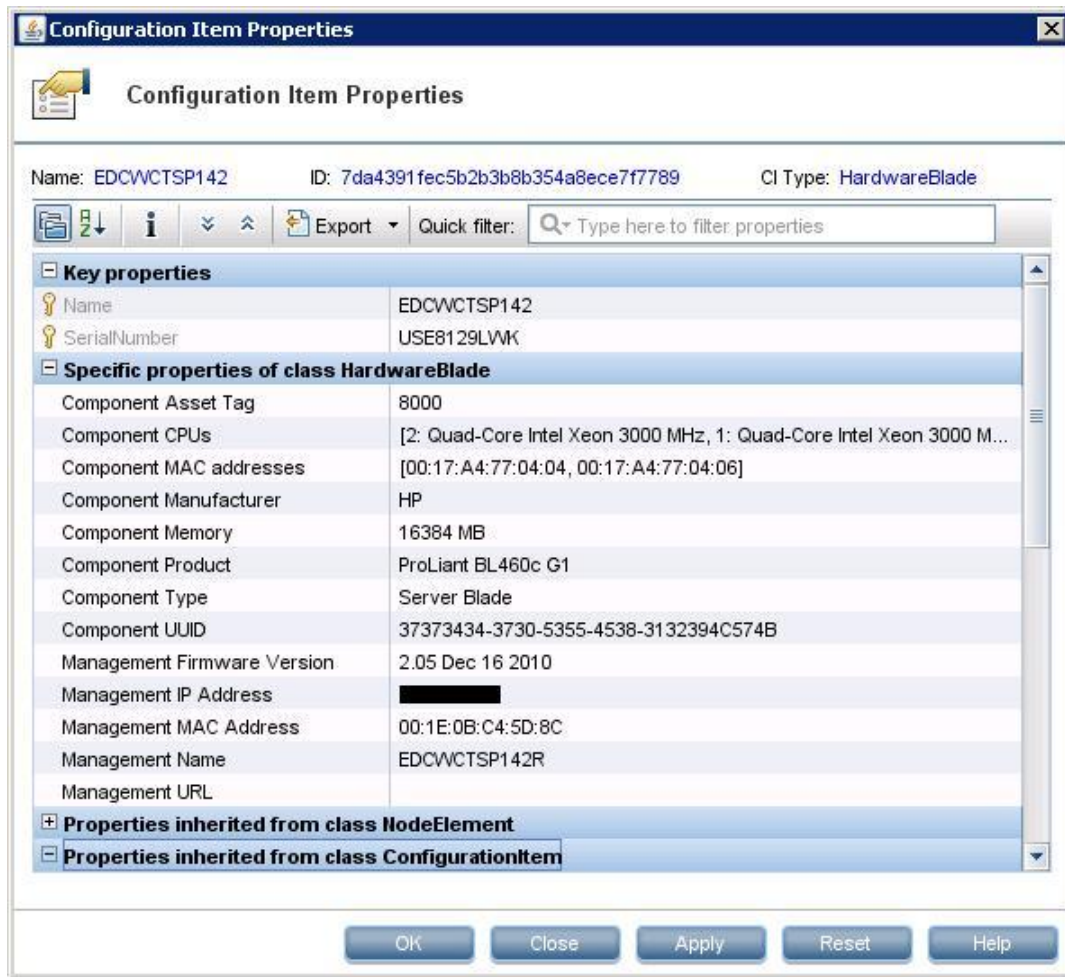 Configuration Item Properties
Configuration Item Properties
Name: EDCWCTSP142 ID: 7da4391fec5b2b3b8b354a8ece7f7789 CI Type: HardwareBlade
Export Quick filter: Type here to filter properties
Key properties
Name EDCWCTSP142
SerialNumber USE8129LWK
Specific properties of class HardwareBlade
Component Asset Tag 8000
Component CPUs [2: Quad-Core Intel Xeon 3000 MHz, 1: Quad-Core Intel Xeon 3000 M...
Component MAC addresses [00:17:A4:77:04:04, 00:17:A4:77:04:06]
Component Manufacturer HP
Component Memory 16384 MB
Component Product ProLiant BL460c G1
Component Type Server Blade
Component UUID 37373434-3730-5355-4538-3132394C574B
Management Firmware Version 2.05 Dec 16 2010
Management IP Address
Management MAC Address 00:1E:0B:C4:5D:8C
Management Name EDCWCTSP142R
Management URL
Properties inherited from class NodeElement
Properties inherited from class ConfigurationItem
OK Close Apply Reset Help